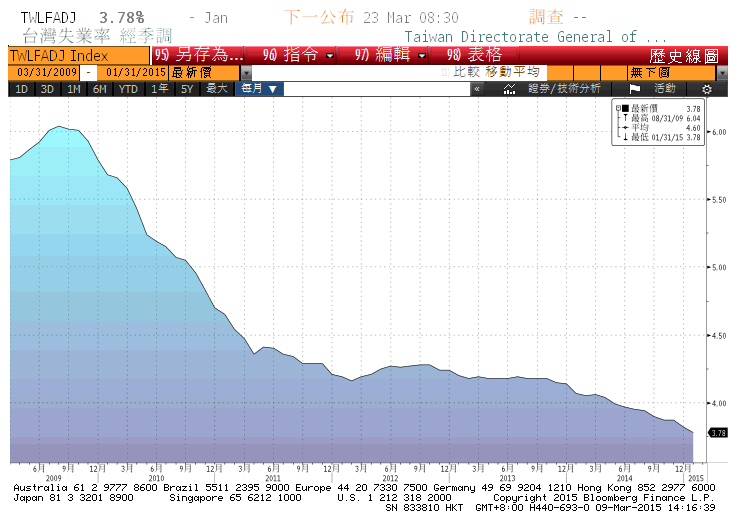 TWLFADJ 3.78% - Jan 下一公布 23 Mar 08:30 調查 --
台灣失業率 經季調 Taiwan Directorate General of ...
TWLFADJ Index 95) 另存為... 96) 指令 97) 編輯 98) 表格 歷史線圖
03/31/2009 - 01/31/2015 最新價 比較 移動平均 無下圖
1D 3D 1M 6M YTD 1年 5Y 最大 每月 ▼ « 證券/技術分析 活動
最新價 3.78
最高 08/31/09 6.04
平均 4.60
最低 01/31/15 3.78
6.00
5.50
5.00
4.50
4.00
3.78
6月 9月 12月 3月 6月 9月 12月 3月 6月 9月 12月 3月 6月 9月 12月 3月 6月 9月 12月 3月 6月 9月 12月
2009 2010 2011 2012 2013 2014 2015
Australia 61 2 9777 8600 Brazil 5511 2395 9000 Europe 44 20 7330 7500 Germany 49 69 9204 1210 Hong Kong 852 2977 6000
Japan 81 3 3201 8900 Singapore 65 6212 1000 U.S. 1 212 318 2000 Copyright 2015 Bloomberg Finance L.P.
SN 833810 HKT GMT+8:00 H440-693-0 09-Mar-2015 14:16:39